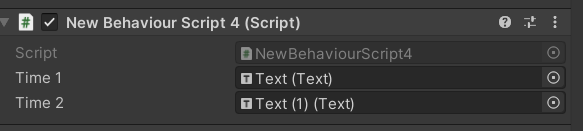 New Behaviour Script 4 (Script)
Script NewBehaviourScript4
Time 1 Text (Text)
Time 2 Text (1) (Text)